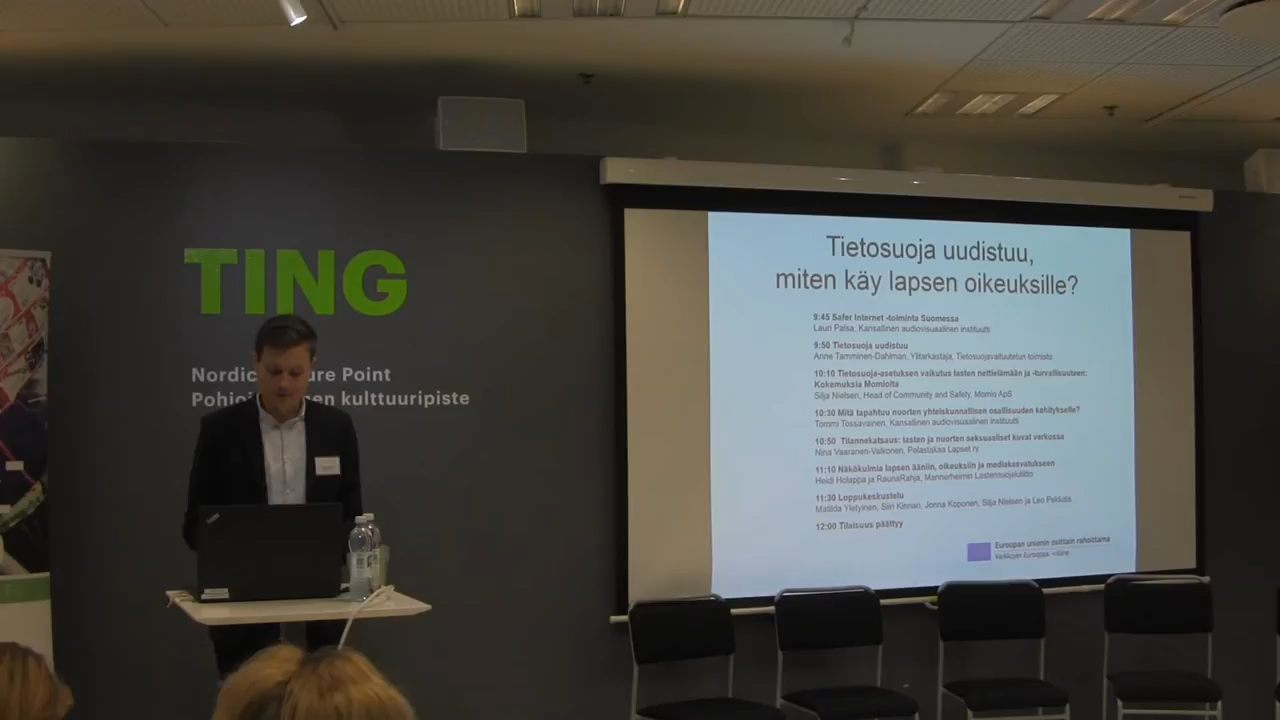 TING
Nordic ure Point
Pohjoi en kulttuuripiste
Tietosuoja uudistuu,
miten käy lapsen oikeuksille?
9:45 Safer Internet -toiminta Suomessa
Lauri Palsa, Kansallinen audiovisuaalinen instituutti
9:50 Tietosuoja uudistuu
Anne Tamminen-Dahlman, Ylitarkastaja, Tietosuojavaltuutetun toimisto
10:10 Tietosuoja-asetuksen vaikutus lasten nettielämään ja -turvallisuuteen:
Kokemuksia Momiolta
Silja Nielsen, Head of Community and Safety, Momio ApS
10:30 Mitä tapahtuu nuorten yhteiskunnallisen osallisuuden kehitykselle?
Tommi Tossavainen, Kansallinen audiovisuaalinen instituutti
10:50 Tilannekatsaus: lasten ja nuorten seksuaaliset kuvat verkossa
Nina Vaaranen-Valkonen, Pelastakaa Lapset ry
11:10 Näkökulmia lapsen ääniin, oikeuksiin ja mediakasvatukseen
Heidi Holappa ja RaunaRahja, Mannerheimin Lastensuojeluliitto
11:30 Loppukeskustelu
Matilda Yletyinen, Siiri Kinnari, Jonna Koponen, Silja Nielsen ja Leo Pekkala
12:00 Tilaisuus päättyy
Euroopan unionin osittain rahoittama
Verkkojen Eurooppa -väline